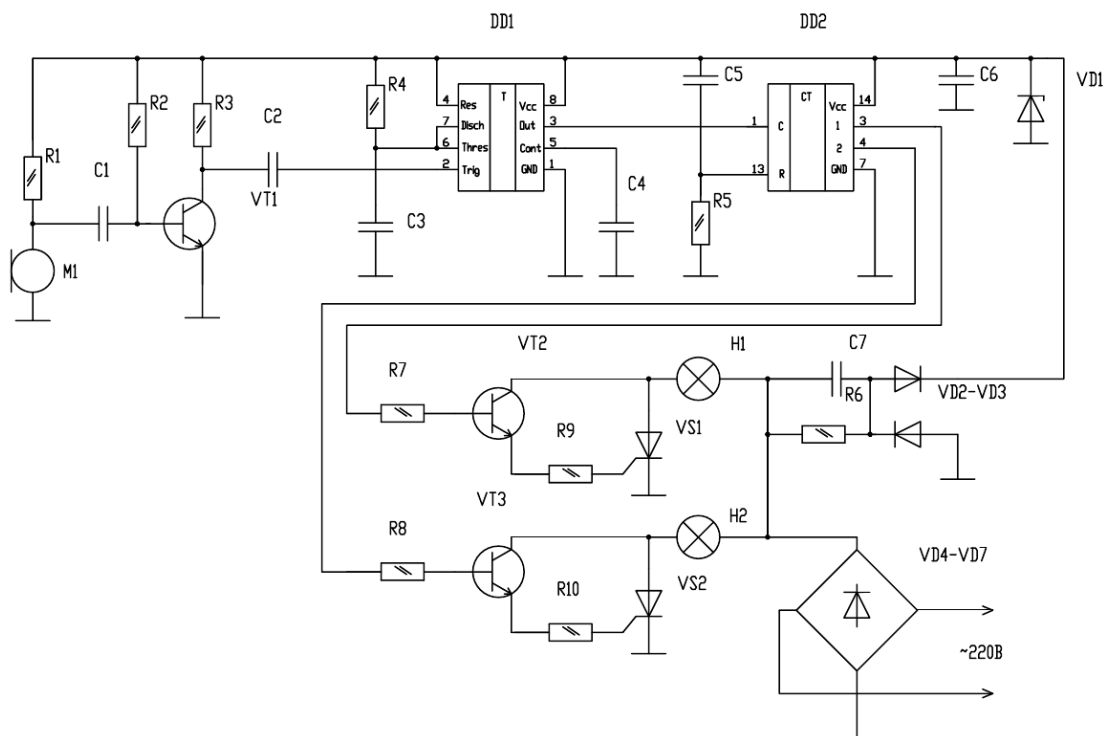 DD1
DD2
R1
M1
C1
R2
R3
VT1
C2
R4
C3
4 Res
7 Disch
6 Thres
2 Trig
T
Vcc 8
Out 3
Cont 5
GND 1
C4
C5
R5
1 C
13 R
CT
Vcc 14
1 3
2 4
GND 7
C6
VD1
VT2
R7
R9
VS1
H1
C7
R6
VD2-VD3
VT3
R8
R10
VS2
H2
VD4-VD7
~220В